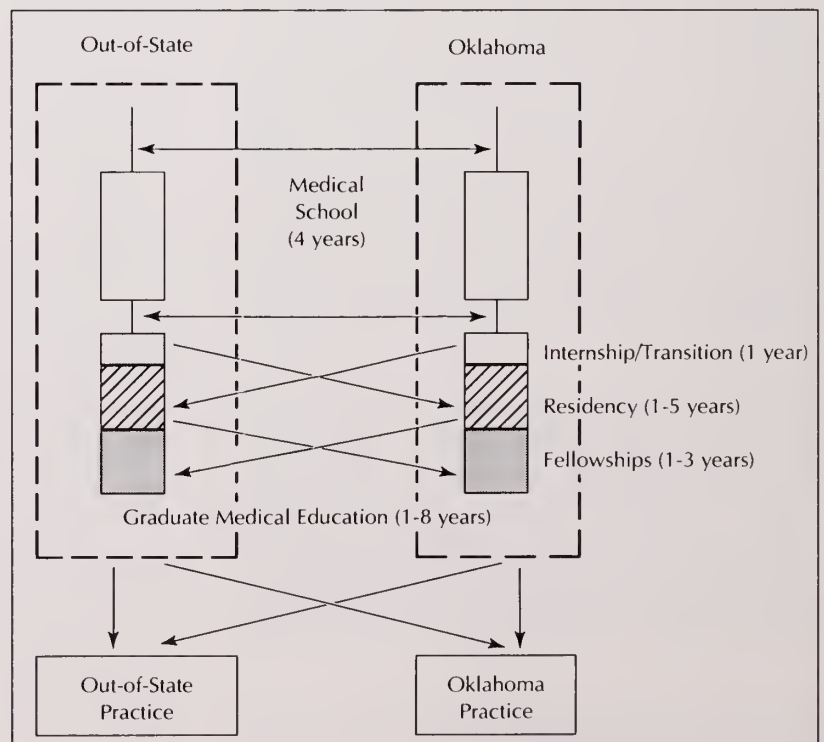 Out-of-State
Oklahoma
Medical
School
(4 years)
Internship/Transition (1 year)
Residency (1-5 years)
Fellowships (1-3 years)
Graduate Medical Education (1-8 years)
Out-of-State
Practice
Oklahoma
Practice